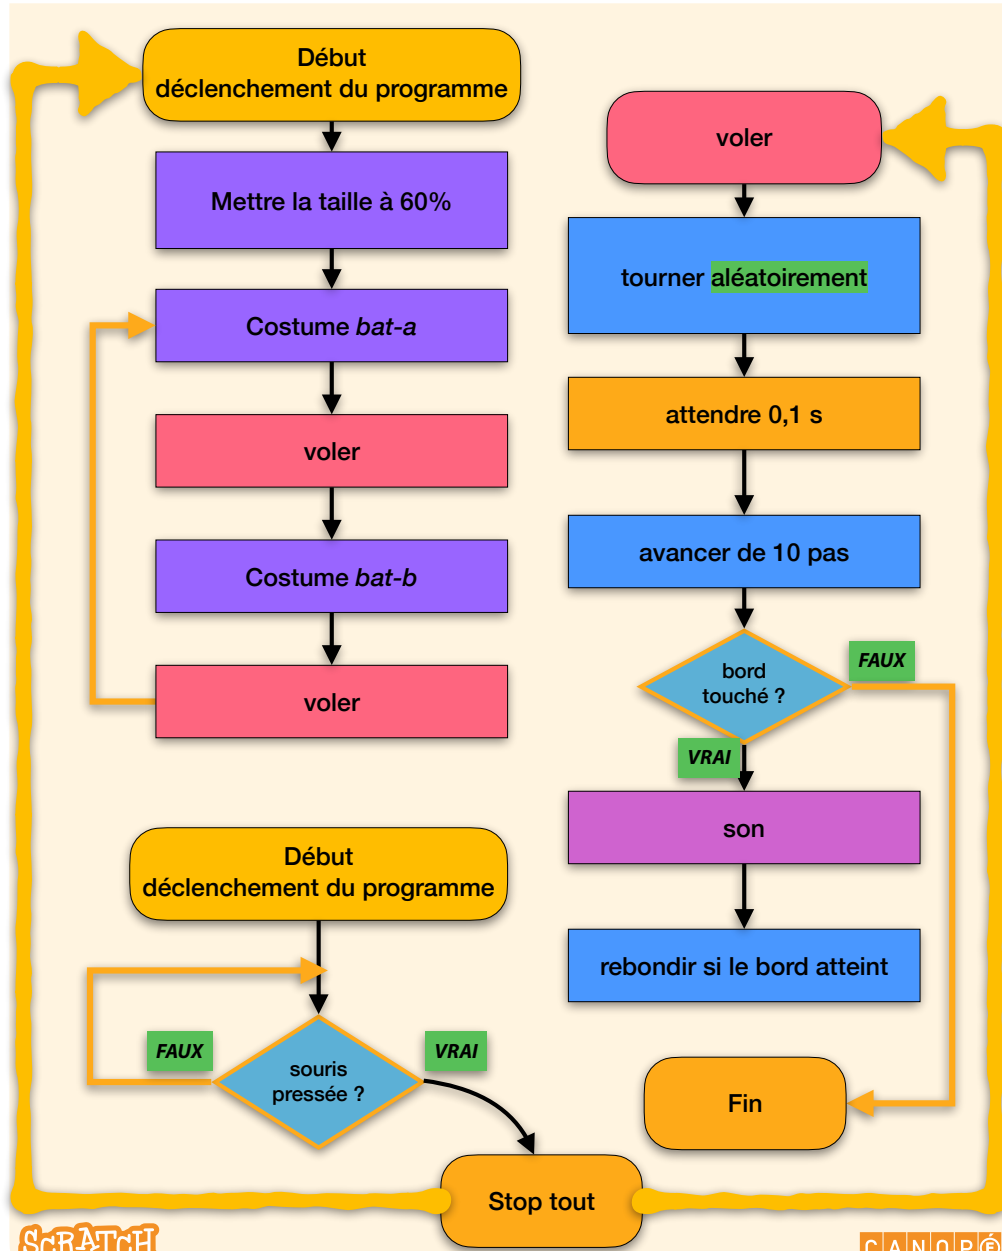 Début
déclenchement du programme
Mettre la taille à 60%
Costume bat-a
voler
Costume bat-b
voler
Début
déclenchement du programme
FAUX
VRAI
souris
pressée ?
Stop tout
voler
tourner aléatoirement
attendre 0,1 s
avancer de 10 pas
bord
touché ?
FAUX
VRAI
son
rebondir si le bord atteint
Fin
SCRATCH
CANOPÉ